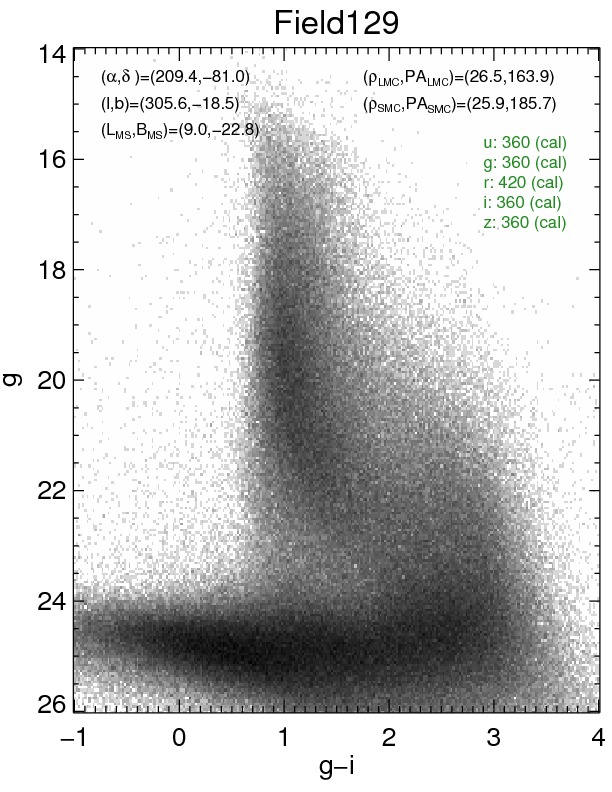 Field129
(α,δ )=(209.4,−81.0)
(ρLMC,PALMC)=(26.5,163.9)
(l,b)=(305.6,−18.5)
(ρSMC,PASMC)=(25.9,185.7)
(LMS,BMS)=(9.0,−22.8)
u: 360 (cal)
g: 360 (cal)
r: 420 (cal)
i: 360 (cal)
z: 360 (cal)
14
16
18
20
22
24
26
g
−1 0 1 2 3 4
g−i